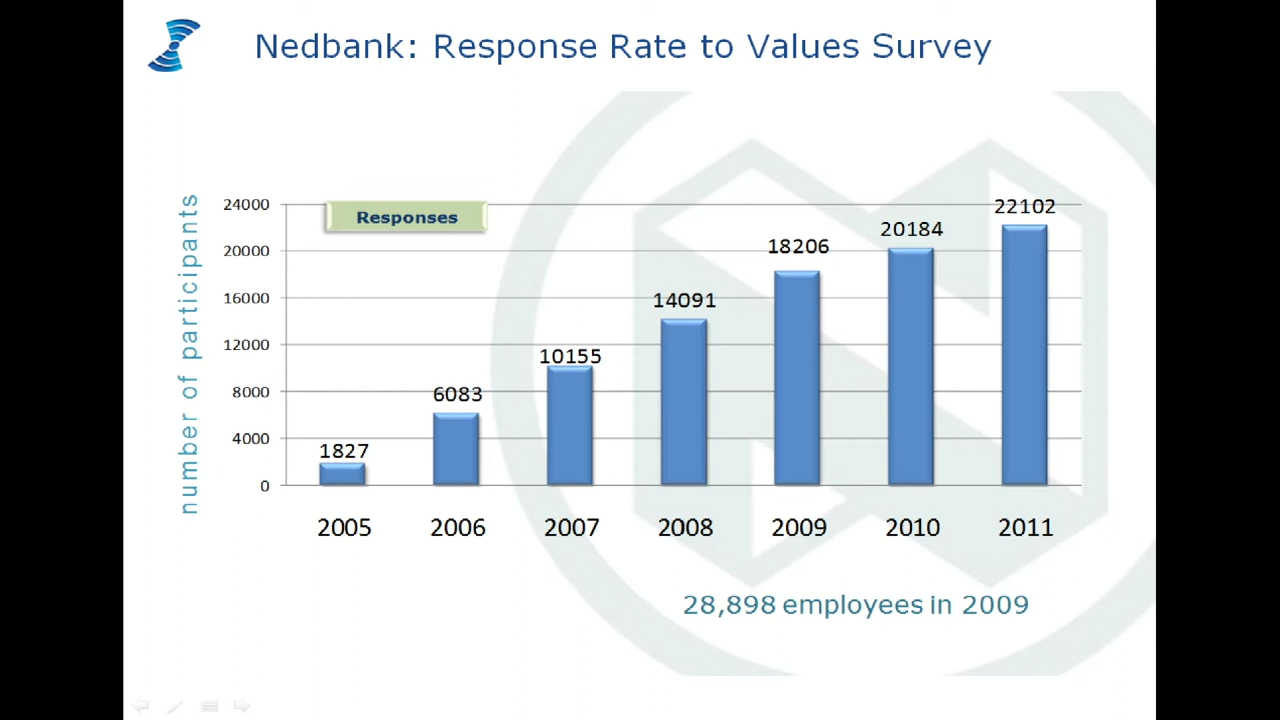 Nedbank: Response Rate to Values Survey
number of participants
Responses
24000
20000
16000
12000
8000
4000
0
1827
6083
10155
14091
18206
20184
22102
2005 2006 2007 2008 2009 2010 2011
28,898 employees in 2009